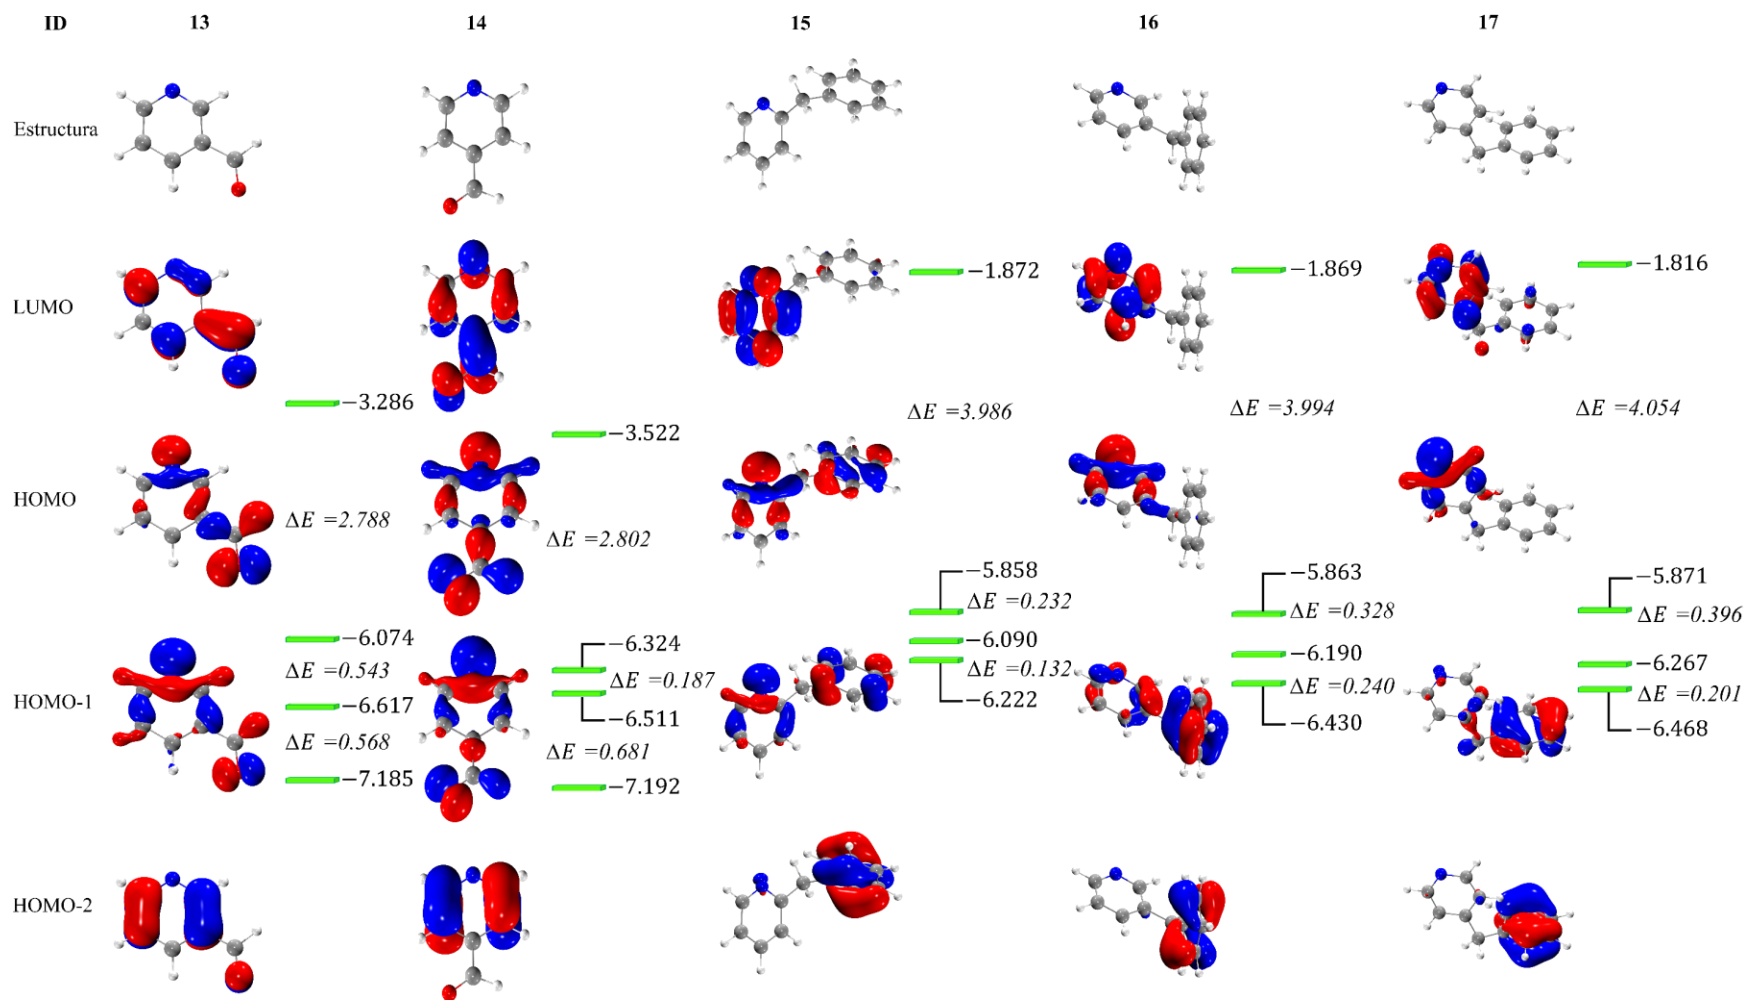 ID 13 14 15 16 17
Estructura
LUMO
−1.872 −1.869 −1.816
−3.286 −3.522 ΔE =3.986 ΔE =3.994 ΔE =4.054
HOMO
ΔE =2.788 ΔE =2.802
−5.858 −5.863 −5.871
ΔE =0.232 ΔE =0.328 ΔE =0.396
−6.074 −6.324 −6.090 −6.190 −6.267
ΔE =0.543 ΔE =0.187 ΔE =0.132 ΔE =0.240 ΔE =0.201
HOMO-1
−6.617 −6.511 −6.222 −6.430 −6.468
ΔE =0.568 ΔE =0.681
−7.185 −7.192
HOMO-2